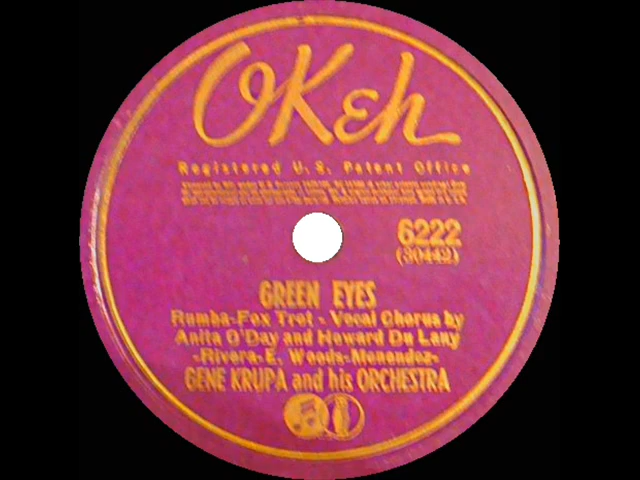 OKeh
Registered U.S. Patent Office
6222
(30442)
GREEN EYES
Rumba-Fox Trot - Vocal Chorus by
Anita O'Day and Howard Du Lany
-Rivera-E. Woods-Menendez-
GENE KRUPA and his ORCHESTRA